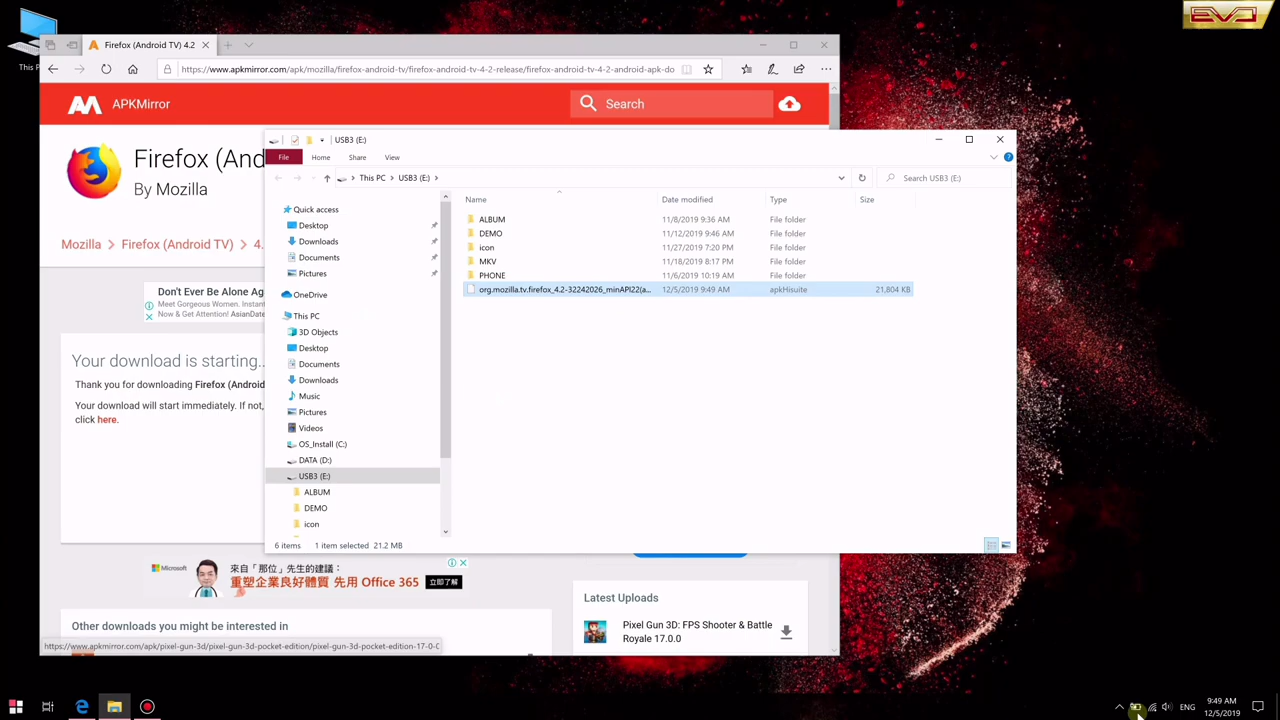 EVO
This P
Firefox (Android TV) 4.2
https://www.apkmirror.com/apk/mozilla/firefox-android-tv/firefox-android-tv-4-2-release/firefox-android-tv-4-2-android-apk-do
APKMirror
Search
Firefox (And
By Mozilla
Mozilla
Firefox (Android TV)
4.
Don't Ever Be Alone Ag
Meet Gorgeous Women. Instant
Now & Get Attention! AsianDate
Your download is starting..
Thank you for downloading Firefox (Android
Your download will start immediately. If not,
click here.
USB3 (E:)
File
Home
Share
View
This PC
USB3 (E:)
Search USB3 (E:)
Quick access
Desktop
Downloads
Documents
Pictures
OneDrive
This PC
3D Objects
Desktop
Documents
Downloads
Music
Pictures
Videos
OS_Install (C:)
DATA (D:)
USB3 (E:)
ALBUM
DEMO
icon
Name Date modified Type Size
ALBUM 11/8/2019 9:36 AM File folder
DEMO 11/12/2019 9:46 AM File folder
icon 11/27/2019 7:20 PM File folder
MKV 11/18/2019 8:17 PM File folder
PHONE 11/6/2019 10:19 AM File folder
org.mozilla.tv.firefox_4.2-32242026_minAPI22(a... 12/5/2019 9:49 AM apkHisuite 21,804 KB
6 items 1 item selected 21.2 MB
Microsoft
來自「那位」先生的建議：
重塑企業良好體質 先用 Office 365
立即了解
Other downloads you might be interested in
Latest Uploads
Pixel Gun 3D: FPS Shooter & Battle
Royale 17.0.0
https://www.apkmirror.com/apk/pixel-gun-3d/pixel-gun-3d-pocket-edition/pixel-gun-3d-pocket-edition-17-0-0
ENG
9:49 AM
12/5/2019